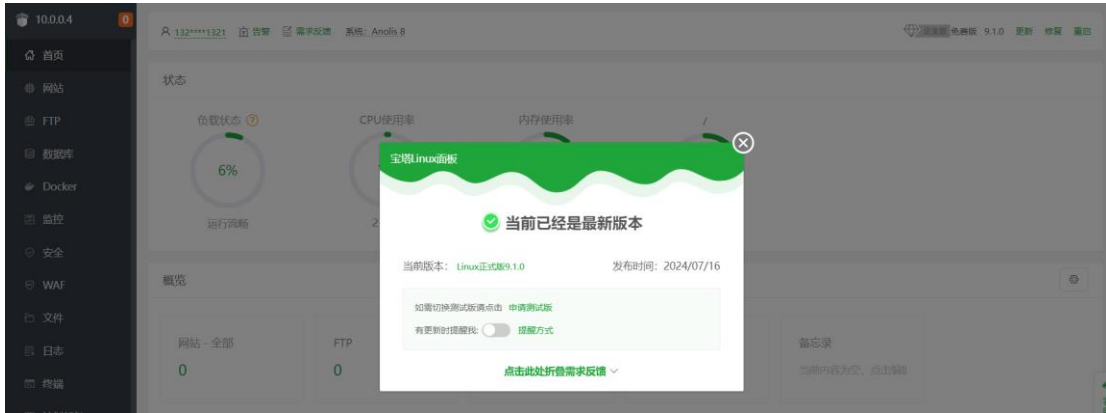 10.0.0.4
0
132****1321 告警 需求反馈 系统: Anolis 8
免费版 9.1.0 更新 修复 重启
首页
网站
FTP
数据库
Docker
监控
安全
WAF
文件
日志
终端
状态
负载状态
CPU使用率
内存使用率
/
6%
运行流畅
2
宝塔Linux面板
当前已经是最新版本
当前版本: Linux正式版9.1.0
发布时间: 2024/07/16
如需切换测试版请点击 申请测试版
有更新时提醒我: 提醒方式
点击此处折叠需求反馈
概览
网站 - 全部
0
FTP
0
备忘录
当前内容为空，点击编辑